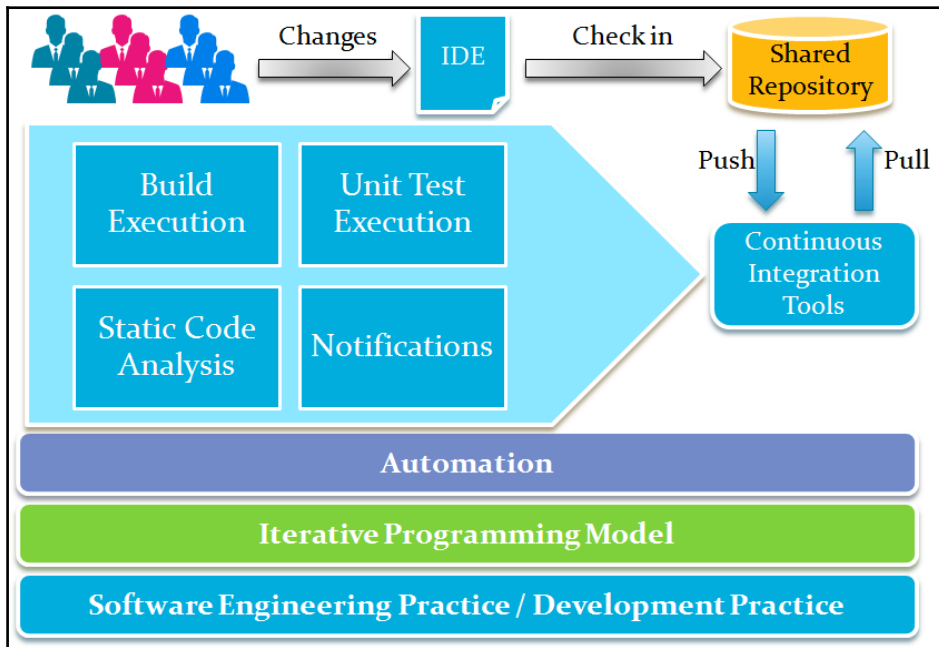 Changes
IDE
Check in
Shared
Repository
Push
Pull
Build
Execution
Unit Test
Execution
Continuous
Integration
Tools
Static Code
Analysis
Notifications
Automation
Iterative Programming Model
Software Engineering Practice / Development Practice